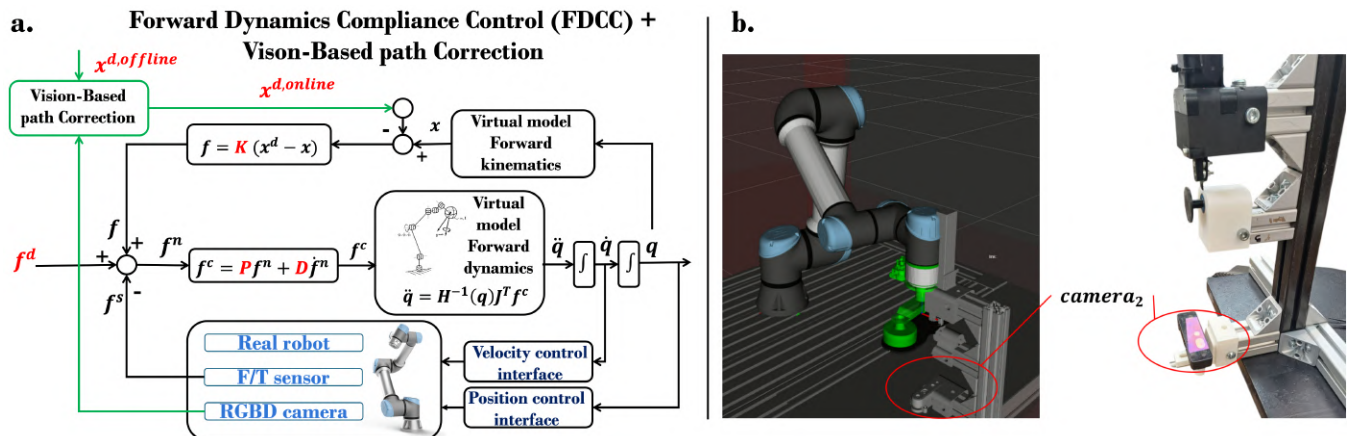 a.
Forward Dynamics Compliance Control (FDCC) +
Vison-Based path Correction
x^{d,offline}
Vision-Based
path Correction
x^{d,online}
-
x
+
f = K (x^d − x)
Virtual model
Forward
kinematics
f
+
f^d
+
f^n
f^s
-
f^c = Pf^n + Dḟ^n
f^c
Virtual
model
Forward
dynamics
q̈ = H^{−1}(q)J^T f^c
q̈
∫
q̇
∫
q
Real robot
F/T sensor
RGBD camera
Velocity control
interface
Position control
interface
b.
camera₂